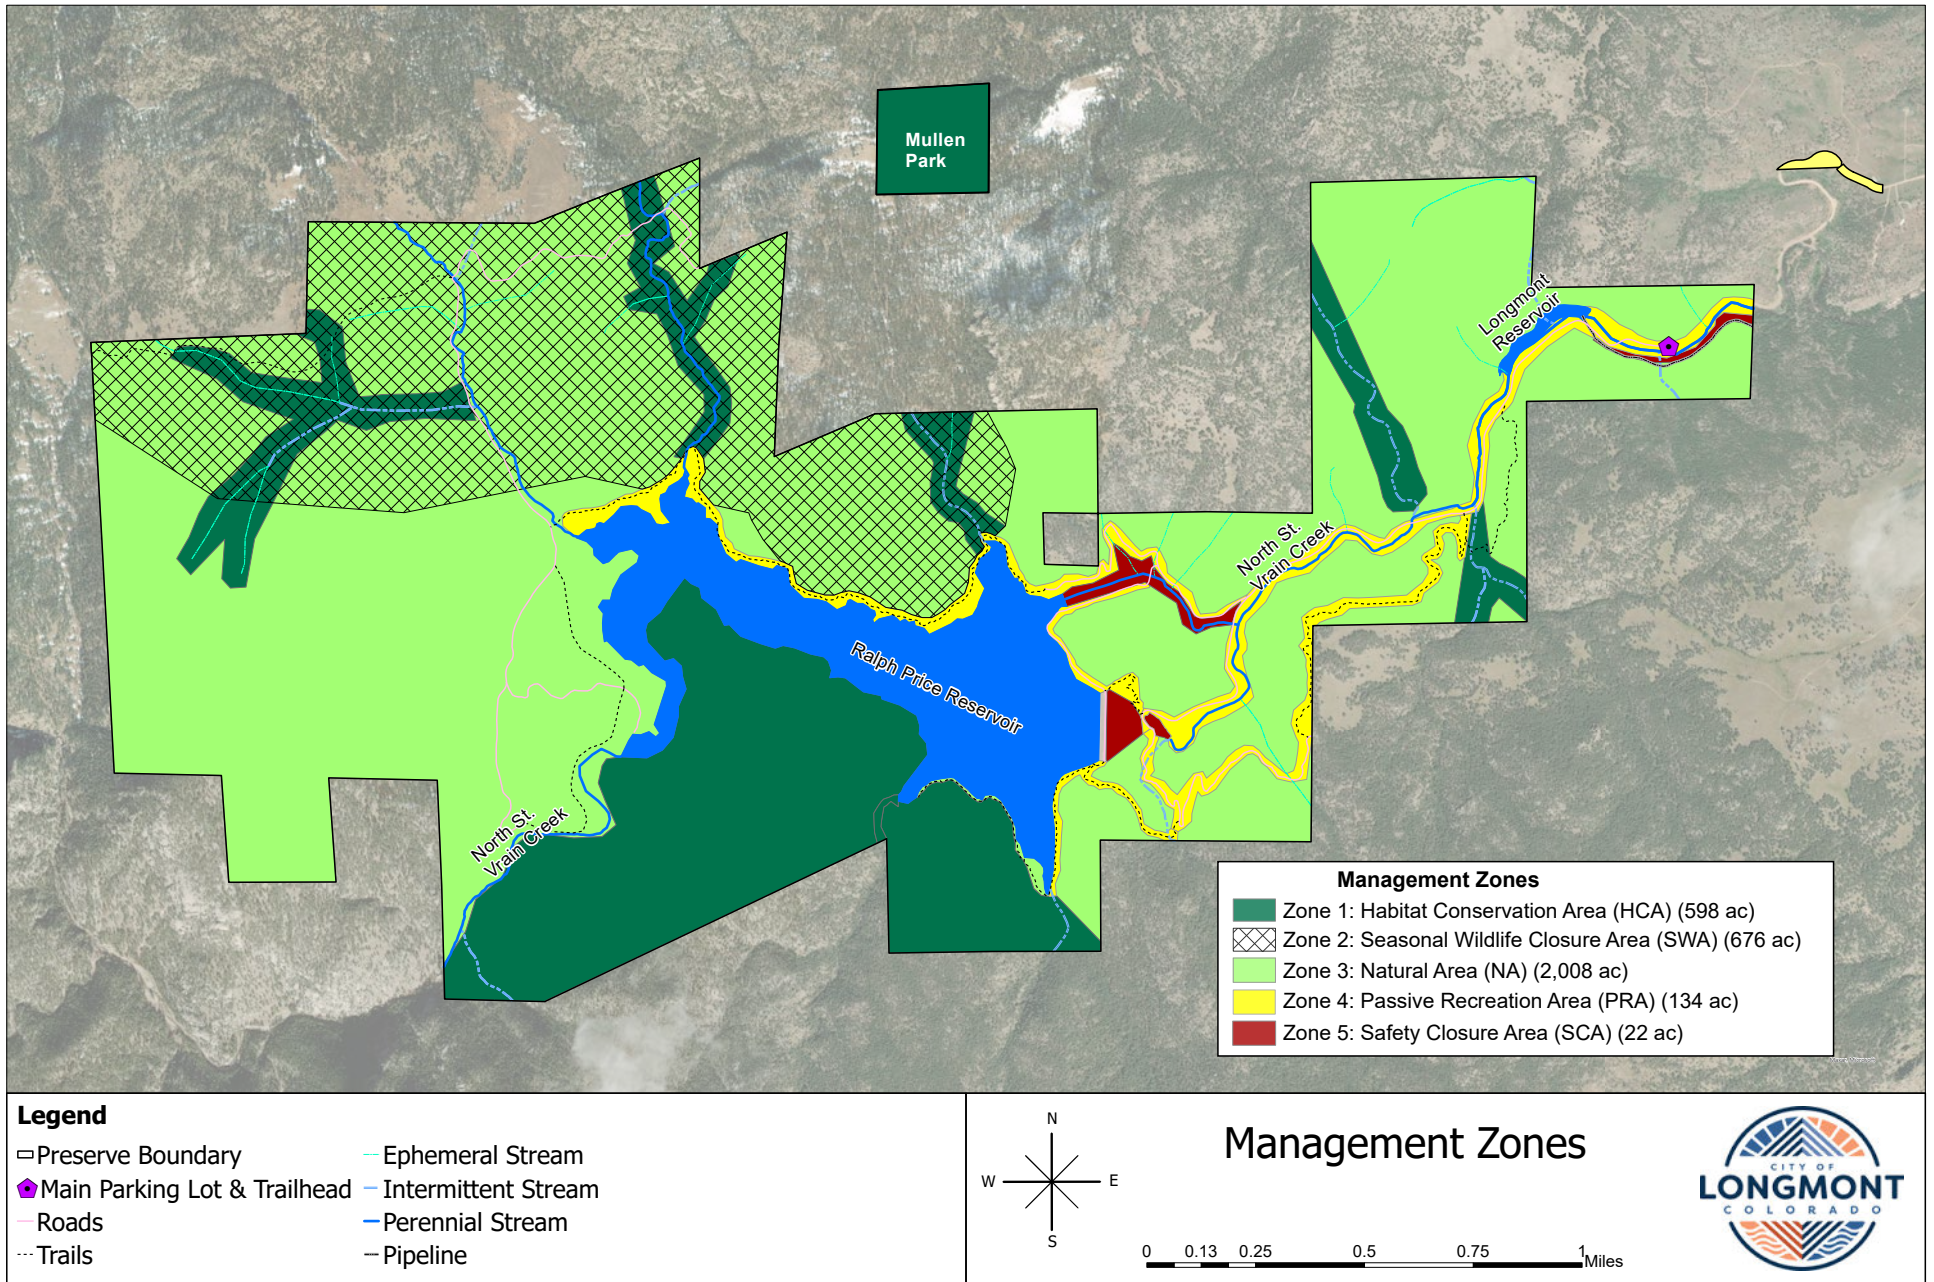 Mullen
Park
Longmont
Reservoir
North St.
Vrain Creek
Ralph Price Reservoir
North St.
Vrain Creek
Management Zones
Zone 1: Habitat Conservation Area (HCA) (598 ac)
Zone 2: Seasonal Wildlife Closure Area (SWA) (676 ac)
Zone 3: Natural Area (NA) (2,008 ac)
Zone 4: Passive Recreation Area (PRA) (134 ac)
Zone 5: Safety Closure Area (SCA) (22 ac)
Legend
Preserve Boundary
Main Parking Lot & Trailhead
Roads
Trails
Ephemeral Stream
Intermittent Stream
Perennial Stream
Pipeline
N
W E
S
Management Zones
0 0.13 0.25 0.5 0.75 1
Miles
CITY OF
LONGMONT
COLORADO